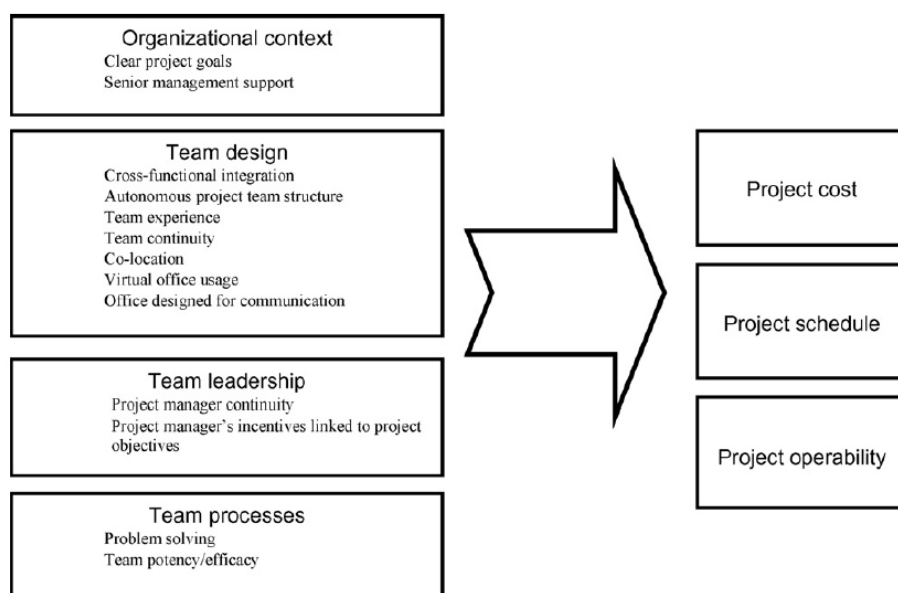 Organizational context
Clear project goals
Senior management support
Team design
Cross-functional integration
Autonomous project team structure
Team experience
Team continuity
Co-location
Virtual office usage
Office designed for communication
Team leadership
Project manager continuity
Project manager's incentives linked to project
objectives
Team processes
Problem solving
Team potency/efficacy
Project cost
Project schedule
Project operability